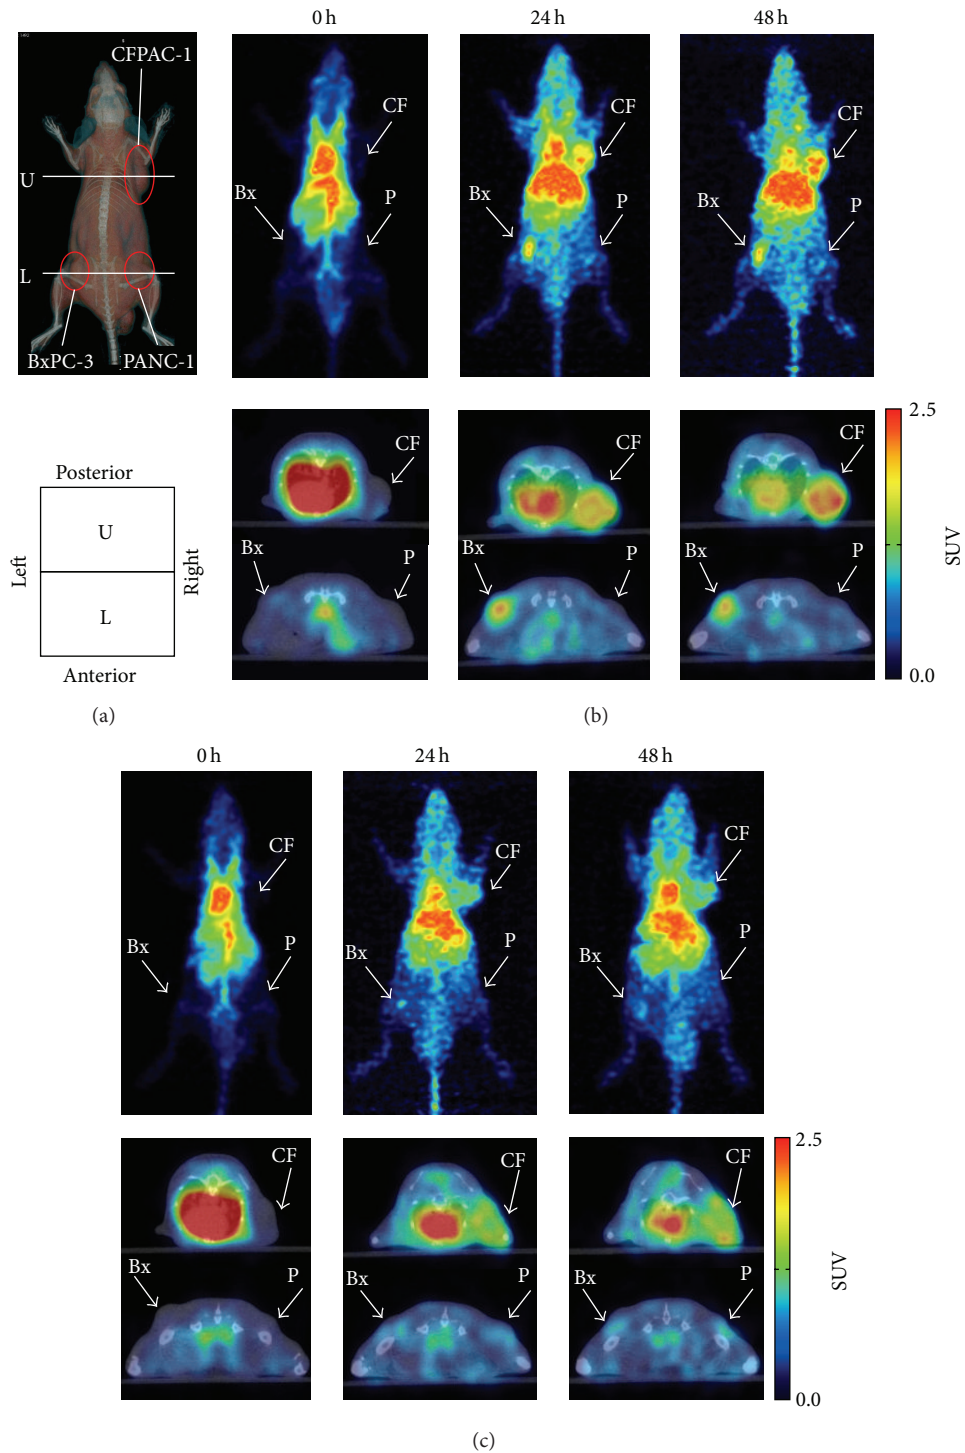 0 h
24 h
48 h
CFPAC-1
U
L
BxPC-3
PANC-1
CF
Bx
P
CF
Bx
P
CF
Bx
P
Posterior
Left
U
L
Right
Anterior
CF
Bx
P
CF
Bx
P
CF
Bx
P
2.5
SUV
0.0
(a)
(b)
0 h
24 h
48 h
CF
Bx
P
CF
Bx
P
CF
Bx
P
CF
Bx
P
CF
Bx
P
CF
Bx
P
2.5
SUV
0.0
(c)